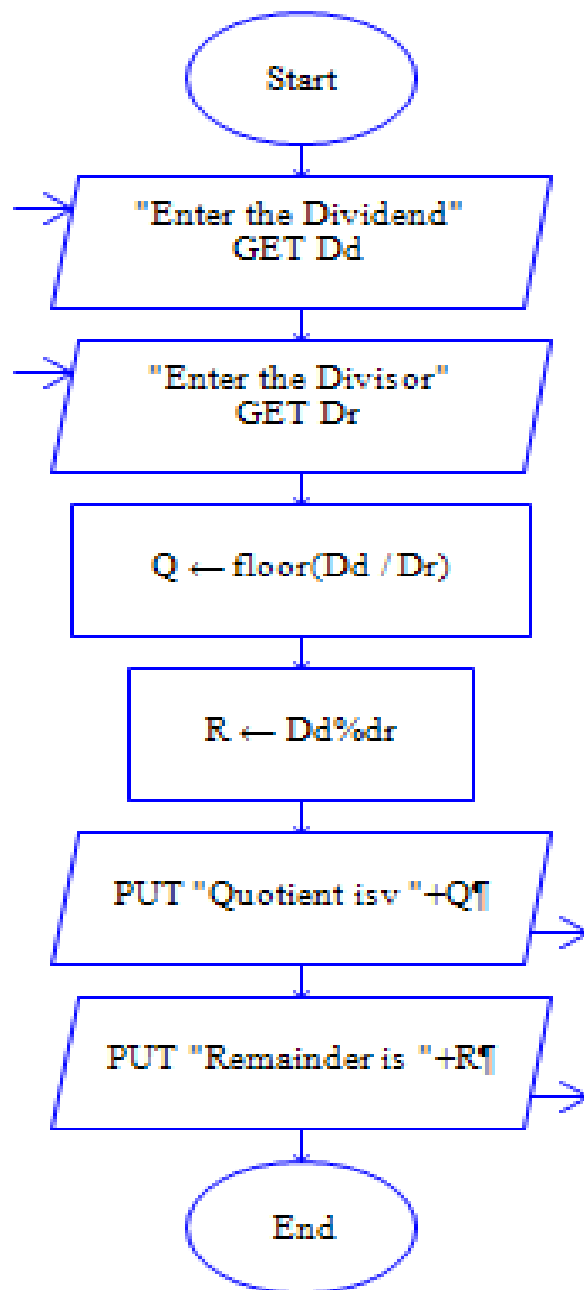 Start
"Enter the Dividend"
GET Dd
"Enter the Divisor"
GET Dr
Q ← floor(Dd / Dr)
R ← Dd%dr
PUT "Quotient isv "+Q¶
PUT "Remainder is "+R¶
End